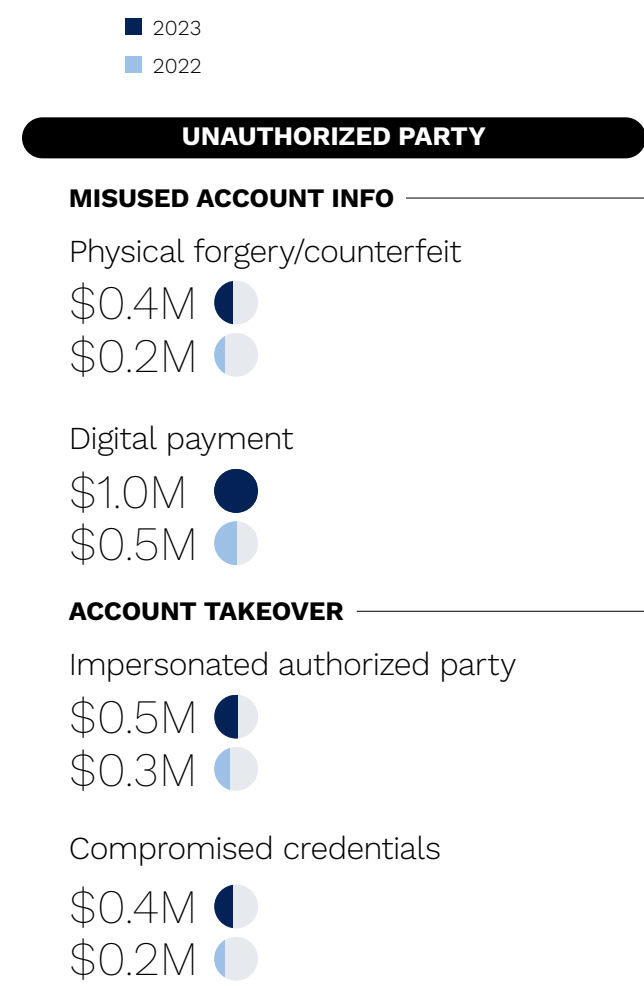 2023
2022
UNAUTHORIZED PARTY
MISUSED ACCOUNT INFO
Physical forgery/counterfeit
$0.4M
$0.2M
Digital payment
$1.0M
$0.5M
ACCOUNT TAKEOVER
Impersonated authorized party
$0.5M
$0.3M
Compromised credentials
$0.4M
$0.2M